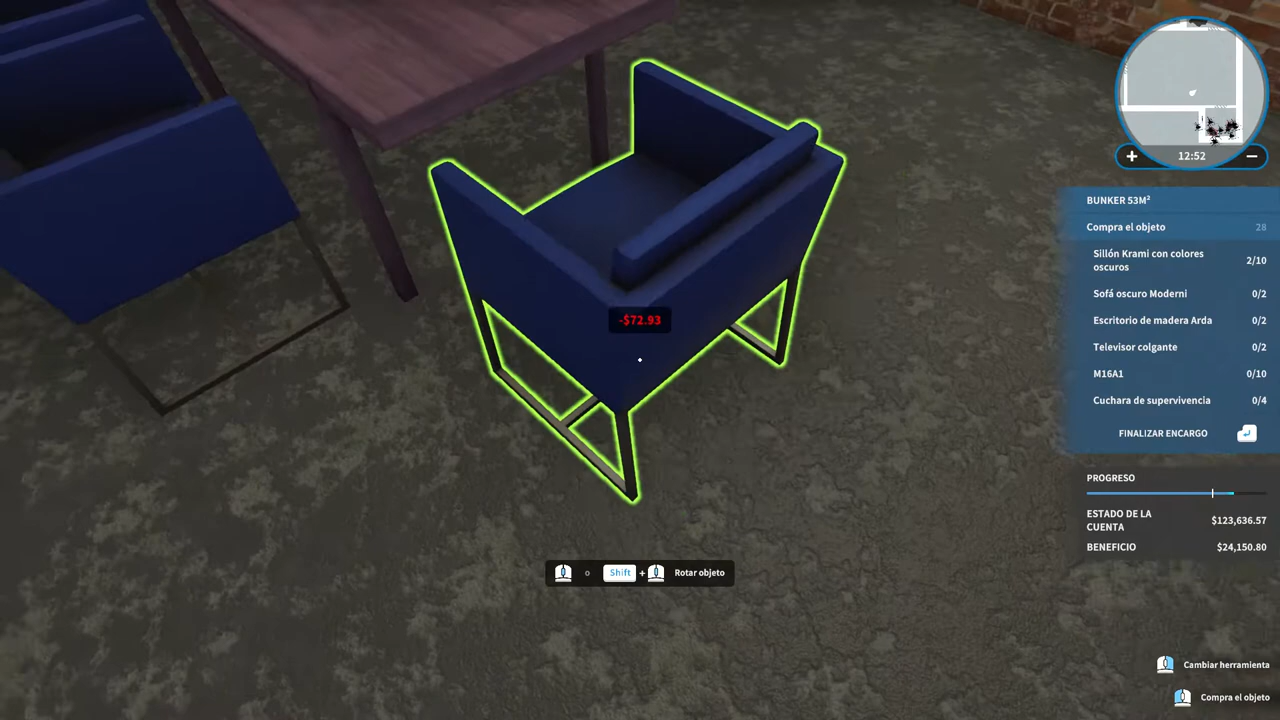 + 12:52 −
BUNKER 53M²
Compra el objeto 28
Sillón Krami con colores
oscuros 2/10
Sofá oscuro Moderni 0/2
Escritorio de madera Arda 0/2
Televisor colgante 0/2
M16A1 0/10
Cuchara de supervivencia 0/4
FINALIZAR ENCARGO
PROGRESO
ESTADO DE LA
CUENTA $123,636.57
BENEFICIO $24,150.80
-$72.93
o Shift + Rotar objeto
Cambiar herramienta
Compra el objeto